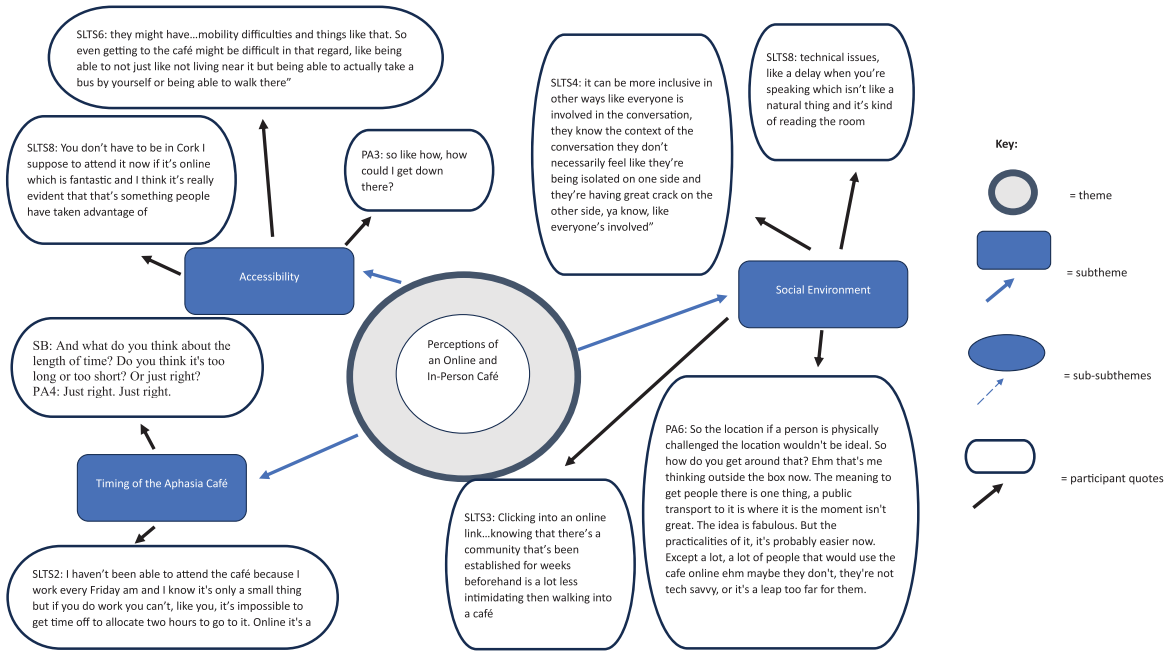 SLTS6: they might have…mobility difficulties and things like that. So
even getting to the café might be difficult in that regard, like being
able to not just like not living near it but being able to actually take a
bus by yourself or being able to walk there”
SLTS8: You don’t have to be in Cork I
suppose to attend it now if it’s online
which is fantastic and I think it’s really
evident that that’s something people
have taken advantage of
PA3: so like how, how
could I get down
there?
Accessibility
SLTS4: it can be more inclusive in
other ways like everyone is
involved in the conversation,
they know the context of the
conversation they don’t
necessarily feel like they’re
being isolated on one side and
they’re having great crack on the
other side, ya know, like
everyone’s involved”
SLTS8: technical issues,
like a delay when you’re
speaking which isn’t like a
natural thing and it’s kind
of reading the room
Social Environment
Perceptions of
an Online and
In-Person Café
SB: And what do you think about the
length of time? Do you think it's too
long or too short? Or just right?
PA4: Just right. Just right.
Timing of the Aphasia Café
SLTS2: I haven’t been able to attend the café because I
work every Friday am and I know it's only a small thing
but if you do work you can’t, like you, it’s impossible to
get time off to allocate two hours to go to it. Online it's a
SLTS3: Clicking into an online
link…knowing that there’s a
community that’s been
established for weeks
beforehand is a lot less
intimidating then walking into
a café
PA6: So the location if a person is physically
challenged the location wouldn't be ideal. So
how do you get around that? Ehm that's me
thinking outside the box now. The meaning to
get people there is one thing, a public
transport to it is where it is the moment isn't
great. The idea is fabulous. But the
practicalities of it, it's probably easier now.
Except a lot, a lot of people that would use the
cafe online ehm maybe they don't, they're not
tech savvy, or it's a leap too far for them.
Key:
= theme
= subtheme
= sub-subthemes
= participant quotes